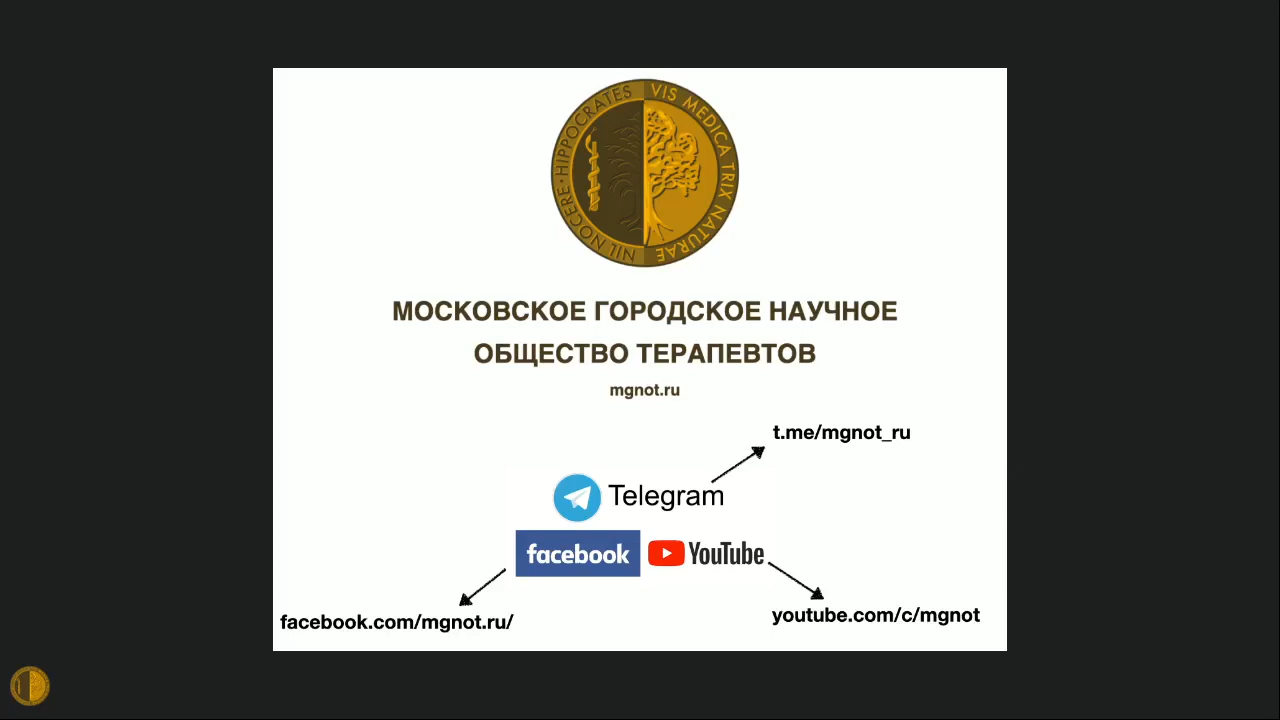 NIL NOCERE·HIPPOCRATES
VIS MEDICA TRIX NATURAE
МОСКОВСКОЕ ГОРОДСКОЕ НАУЧНОЕ
ОБЩЕСТВО ТЕРАПЕВТОВ
mgnot.ru
t.me/mgnot_ru
Telegram
facebook YouTube
facebook.com/mgnot.ru/
youtube.com/c/mgnot